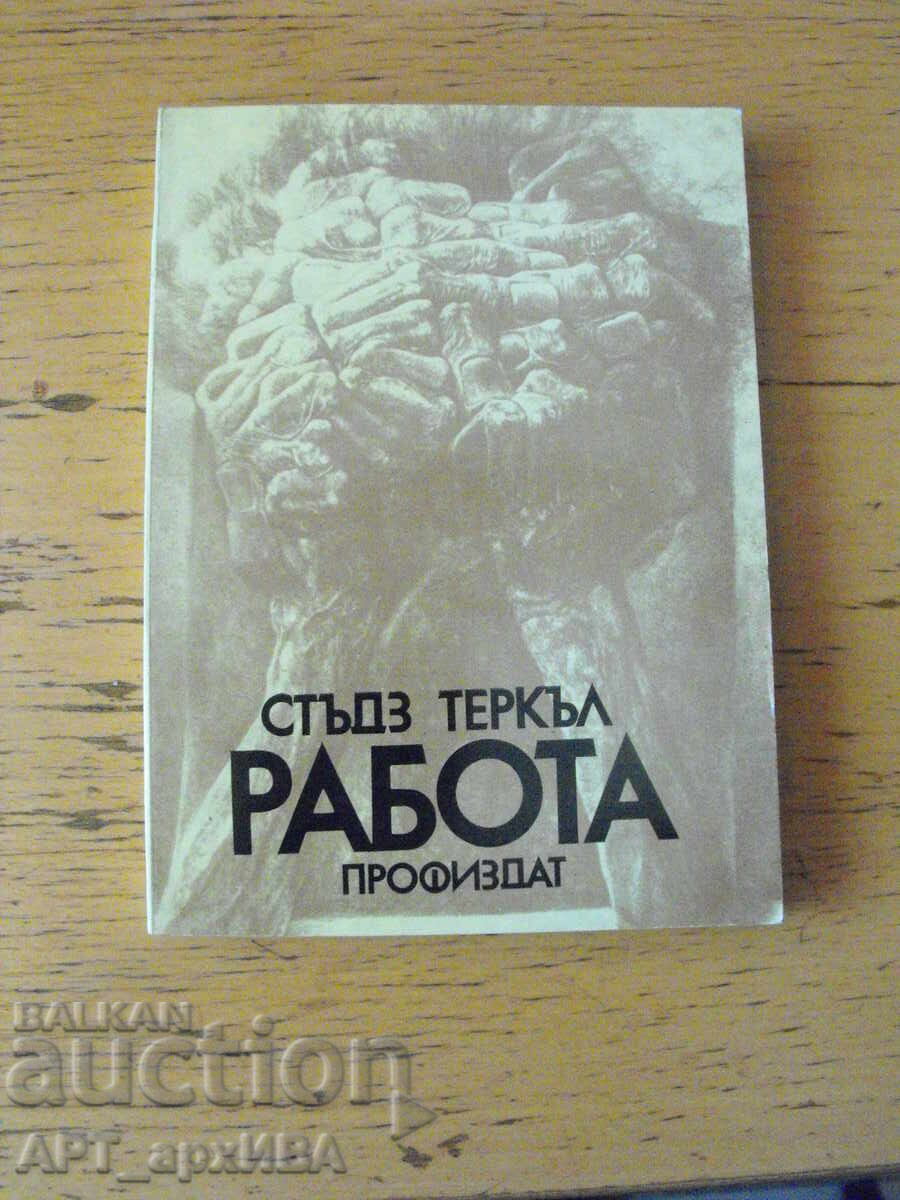 СТЪДЗ ТЕРКЪЛ
РАБОТА
ПРОФИЗДАТ
BALKAN
auction
АРТ_архИВА